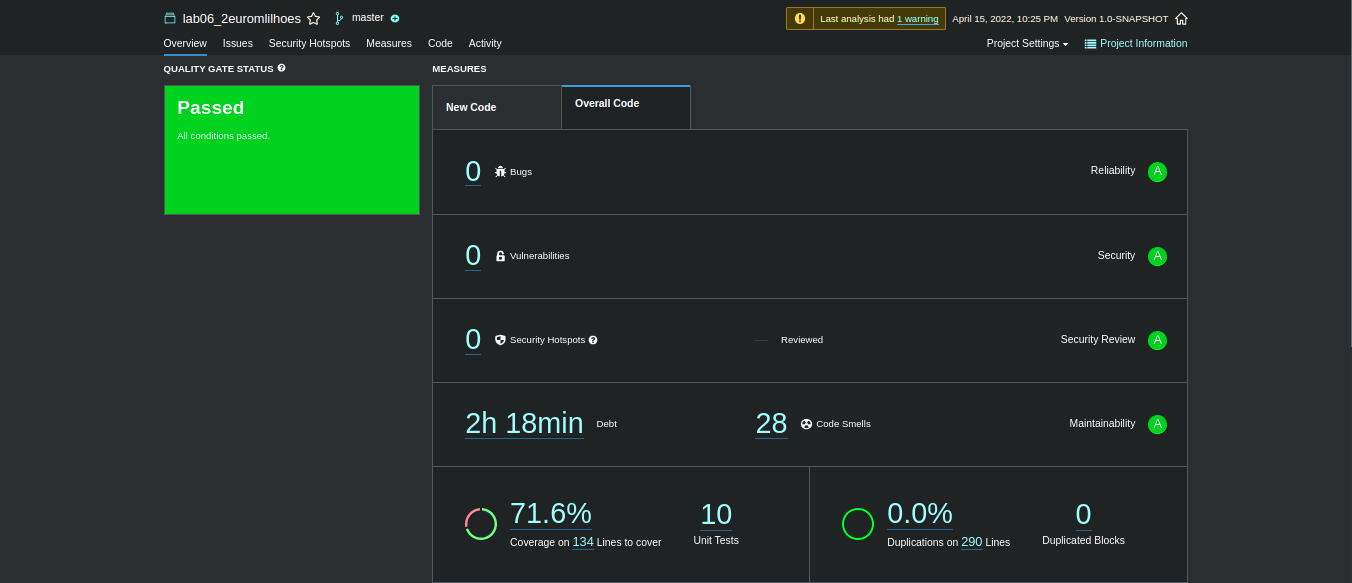 lab06_2euromlilhoes master Last analysis had 1 warning April 15, 2022, 10:25 PM Version 1.0-SNAPSHOT
Overview Issues Security Hotspots Measures Code Activity Project Settings Project Information
QUALITY GATE STATUS
Passed
All conditions passed.
MEASURES
New Code Overall Code
0 Bugs Reliability A
0 Vulnerabilities Security A
0 Security Hotspots — Reviewed Security Review A
2h 18min Debt 28 Code Smells Maintainability A
71.6% 10 0.0% 0
Coverage on 134 Lines to cover Unit Tests Duplications on 290 Lines Duplicated Blocks